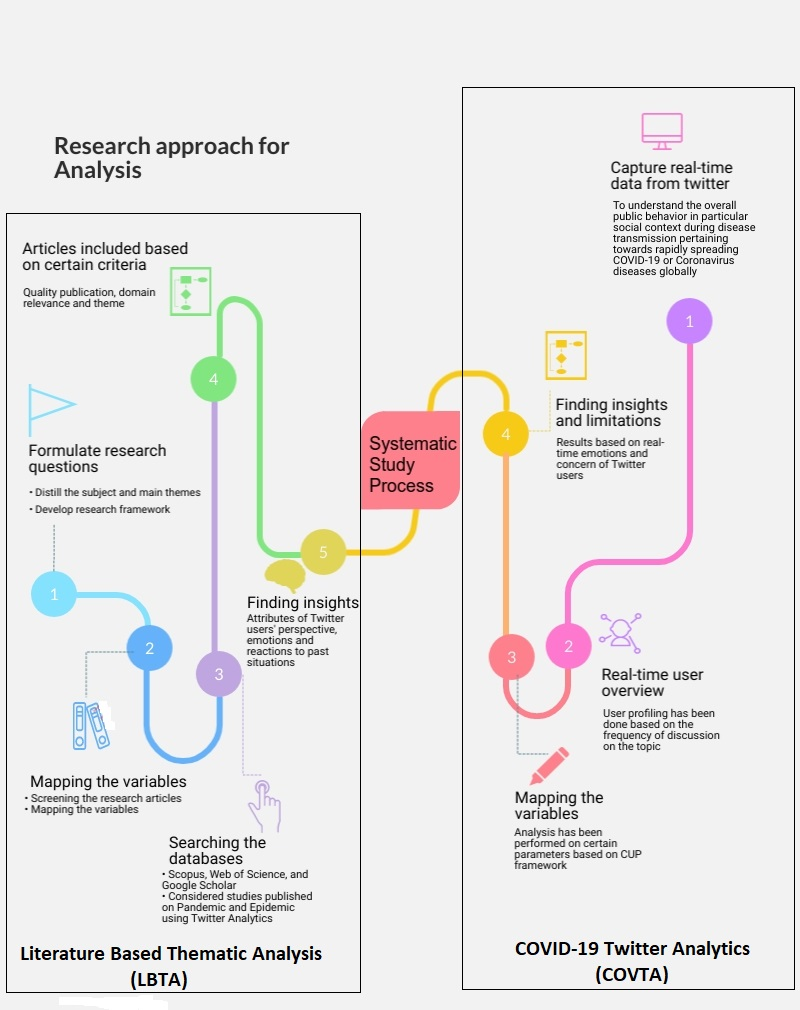 Research approach for
Analysis
Articles included based
on certain criteria
Quality publication, domain
relevance and theme
4
Formulate research
questions
• Distill the subject and main themes
• Develop research framework
1
2
3
5
Finding insights
Attributes of Twitter
users' perspective,
emotions and
reactions to past
situations
Mapping the variables
• Screening the research articles
• Mapping the variables
Searching the
databases
• Scopus, Web of Science, and
Google Scholar
• Considered studies published
on Pandemic and Epidemic
using Twitter Analytics
Literature Based Thematic Analysis
(LBTA)
Systematic
Study
Process
Capture real-time
data from twitter
To understand the overall
public behavior in particular
social context during disease
transmission pertaining
towards rapidly spreading
COVID-19 or Coronavirus
diseases globally
1
4
Finding insights
and limitations
Results based on real-
time emotions and
concern of Twitter
users
3
2
Real-time user
overview
User profiling has been
done based on the
frequency of discussion
on the topic
Mapping the
variables
Analysis has been
performed on certain
parameters based on CUP
framework
COVID-19 Twitter Analytics
(COVTA)